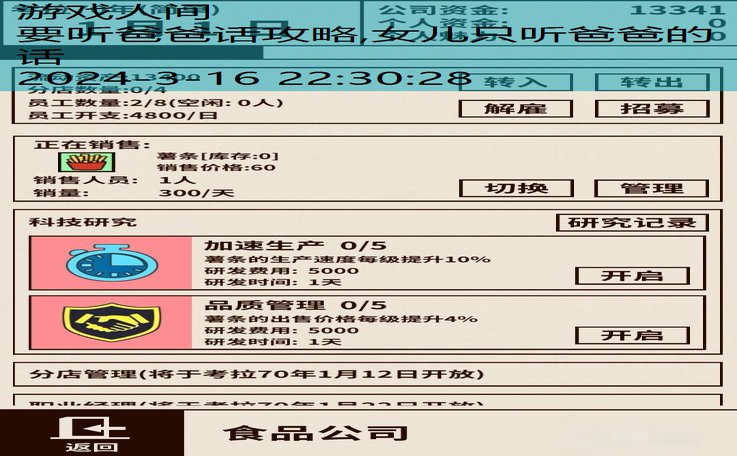 游戏人间
要听爸爸话攻略,女儿只听爸爸的
话
2024-3-16 22:30:28
公司资金: 13341
个人资金: 0
0
转入
转出
分店数量:0/4
员工数量:2/8(空闲: 0人)
员工开支:4800/日
解雇
招募
正在销售:
薯条[库存:0]
销售价格:60
销售人员: 1人
销量: 300/天
切换
管理
科技研究
研究记录
加速生产 0/5
薯条的生产速度每级提升10%
研发费用: 5000
研发时间: 1天
开启
品质管理 0/5
薯条的出售价格每级提升4%
研发费用: 5000
研发时间: 1天
开启
分店管理(将于考拉70年1月12日开放)
返回
食品公司